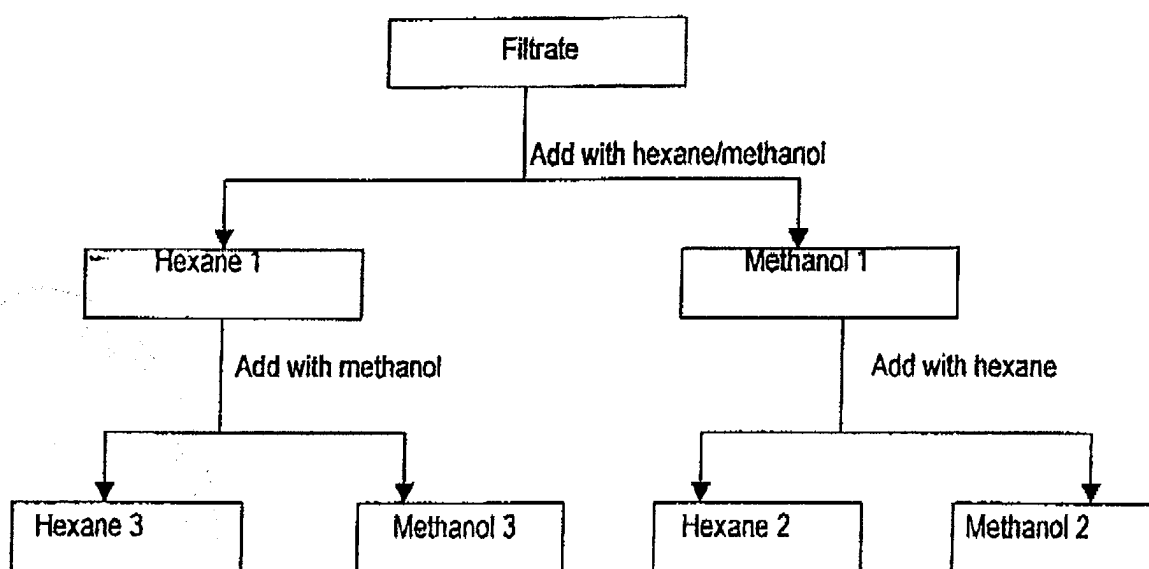 Filtrate
Add with hexane/methanol
Hexane 1
Methanol 1
Add with methanol
Add with hexane
Hexane 3
Methanol 3
Hexane 2
Methanol 2